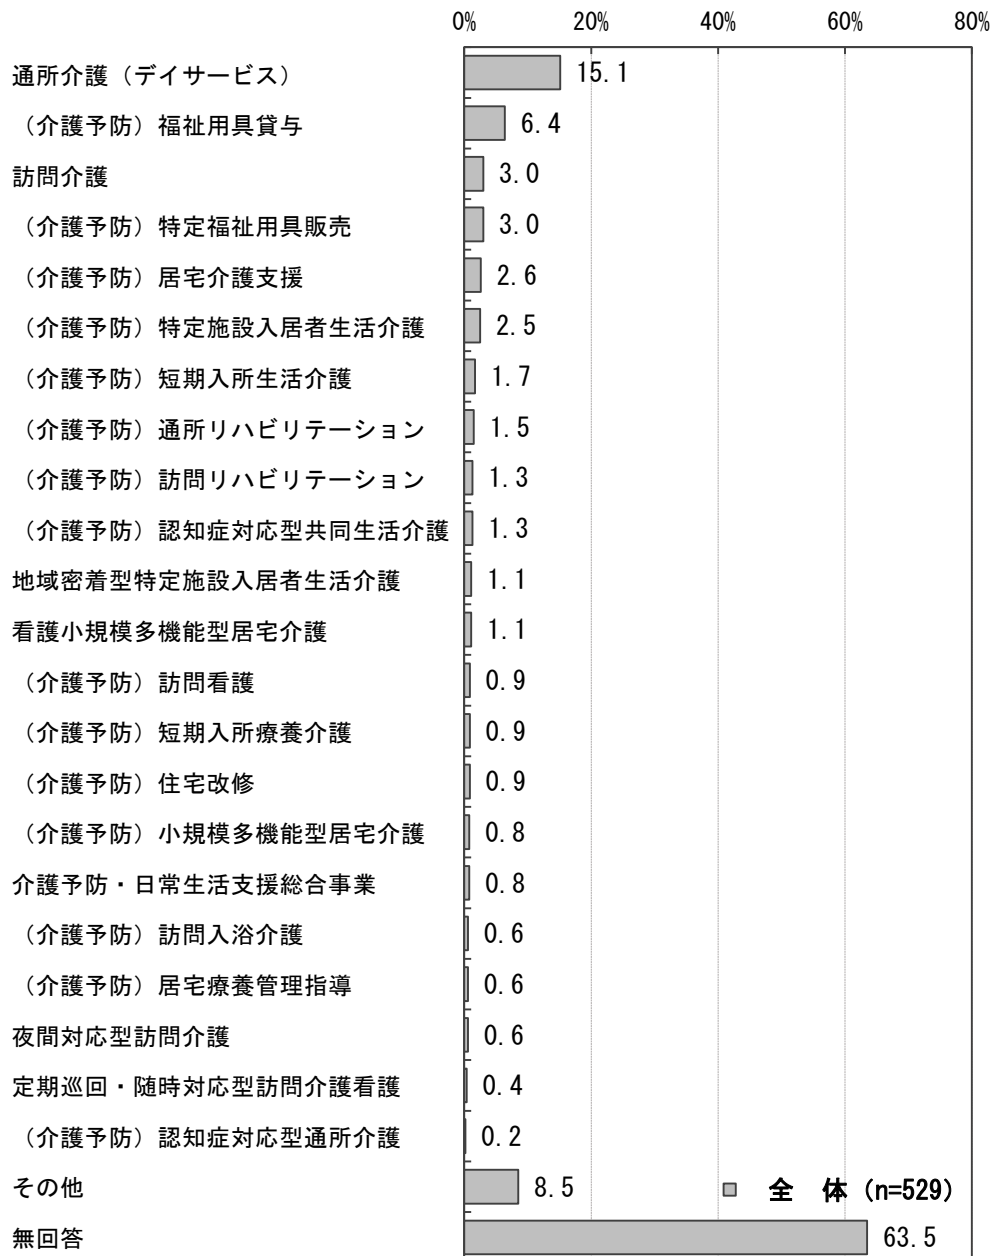 0% 20% 40% 60% 80%
通所介護（デイサービス） 15.1
（介護予防）福祉用具貸与 6.4
訪問介護 3.0
（介護予防）特定福祉用具販売 3.0
（介護予防）居宅介護支援 2.6
（介護予防）特定施設入居者生活介護 2.5
（介護予防）短期入所生活介護 1.7
（介護予防）通所リハビリテーション 1.5
（介護予防）訪問リハビリテーション 1.3
（介護予防）認知症対応型共同生活介護 1.3
地域密着型特定施設入居者生活介護 1.1
看護小規模多機能型居宅介護 1.1
（介護予防）訪問看護 0.9
（介護予防）短期入所療養介護 0.9
（介護予防）住宅改修 0.9
（介護予防）小規模多機能型居宅介護 0.8
介護予防・日常生活支援総合事業 0.8
（介護予防）訪問入浴介護 0.6
（介護予防）居宅療養管理指導 0.6
夜間対応型訪問介護 0.6
定期巡回・随時対応型訪問介護看護 0.4
（介護予防）認知症対応型通所介護 0.2
その他 8.5 全　体 (n=529)
無回答 63.5